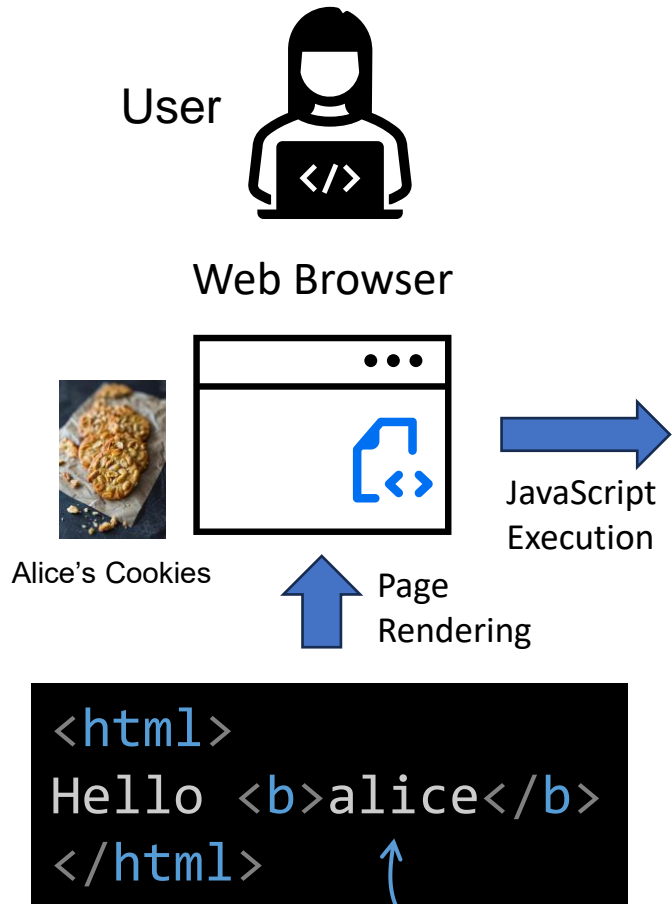 User
</>
Web Browser
<>
JavaScript
Execution
Alice's Cookies
Page
Rendering
<html>
Hello <b>alice</b>
</html>